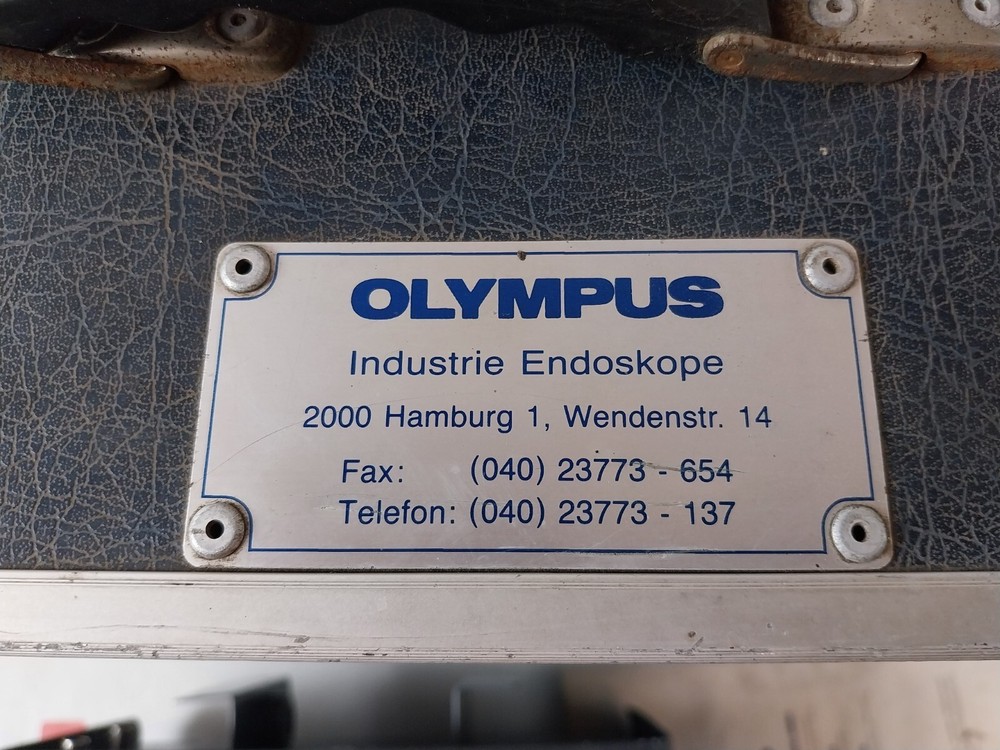 OLYMPUS
Industrie Endoskope
2000 Hamburg 1, Wendenstr. 14
Fax: (040) 23773 - 654
Telefon: (040) 23773 - 137